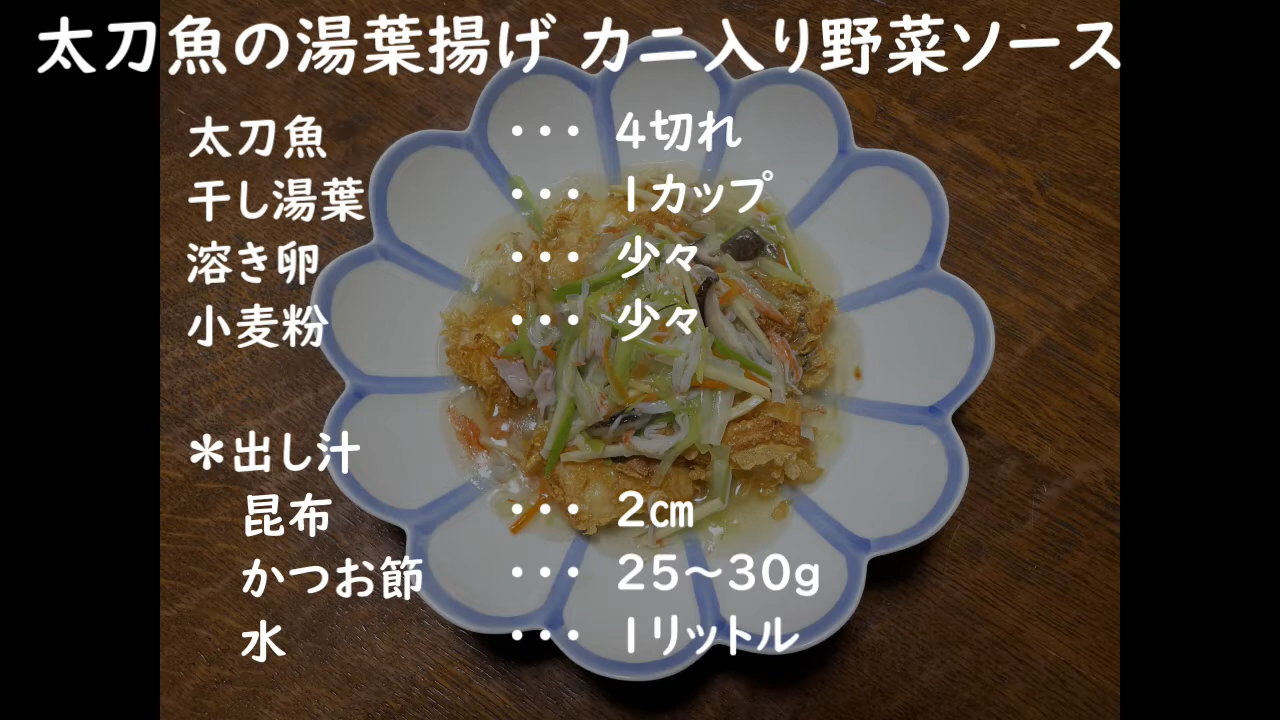 太刀魚の湯葉揚げ カニ入り野菜ソース
太刀魚 ・・・ 4切れ
干し湯葉 ・・・ 1カップ
溶き卵 ・・・ 少々
小麦粉 ・・・ 少々
＊出し汁
昆布 ・・・ 2㎝
かつお節 ・・・ 25～30g
水 ・・・ 1リットル